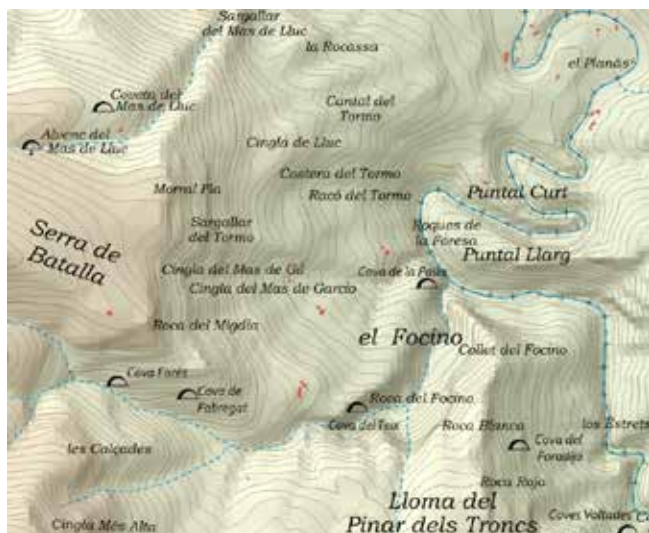 Sargallar
del Mas de Lluc
la Rocassa
el Planàs
Coveta del
Mas de Lluc
Cantal del
Tormo
Avenc del
Mas de Lluc
Cingla de Lluc
Costera del Tormo
Morral Pla
Racó del Tormo
Puntal Curt
Serra de
Batalla
Sargallar
del Tormo
Roques de
la Foresa
Puntal Llarg
Cingla del Mas de Gil
Cova de la
Cingla del Mas de Garcio
Roca del Migdia
el Focino
Collet del Focino
Cova Forès
Cova de
Fabregat
Roca del Focino
Cova del Teix
Roca Blanca
los Estrets
Cova del
les Calçades
Roca Roja
Lloma del
Pinar dels Troncs
Coves Voltades
Cingla Més Alta